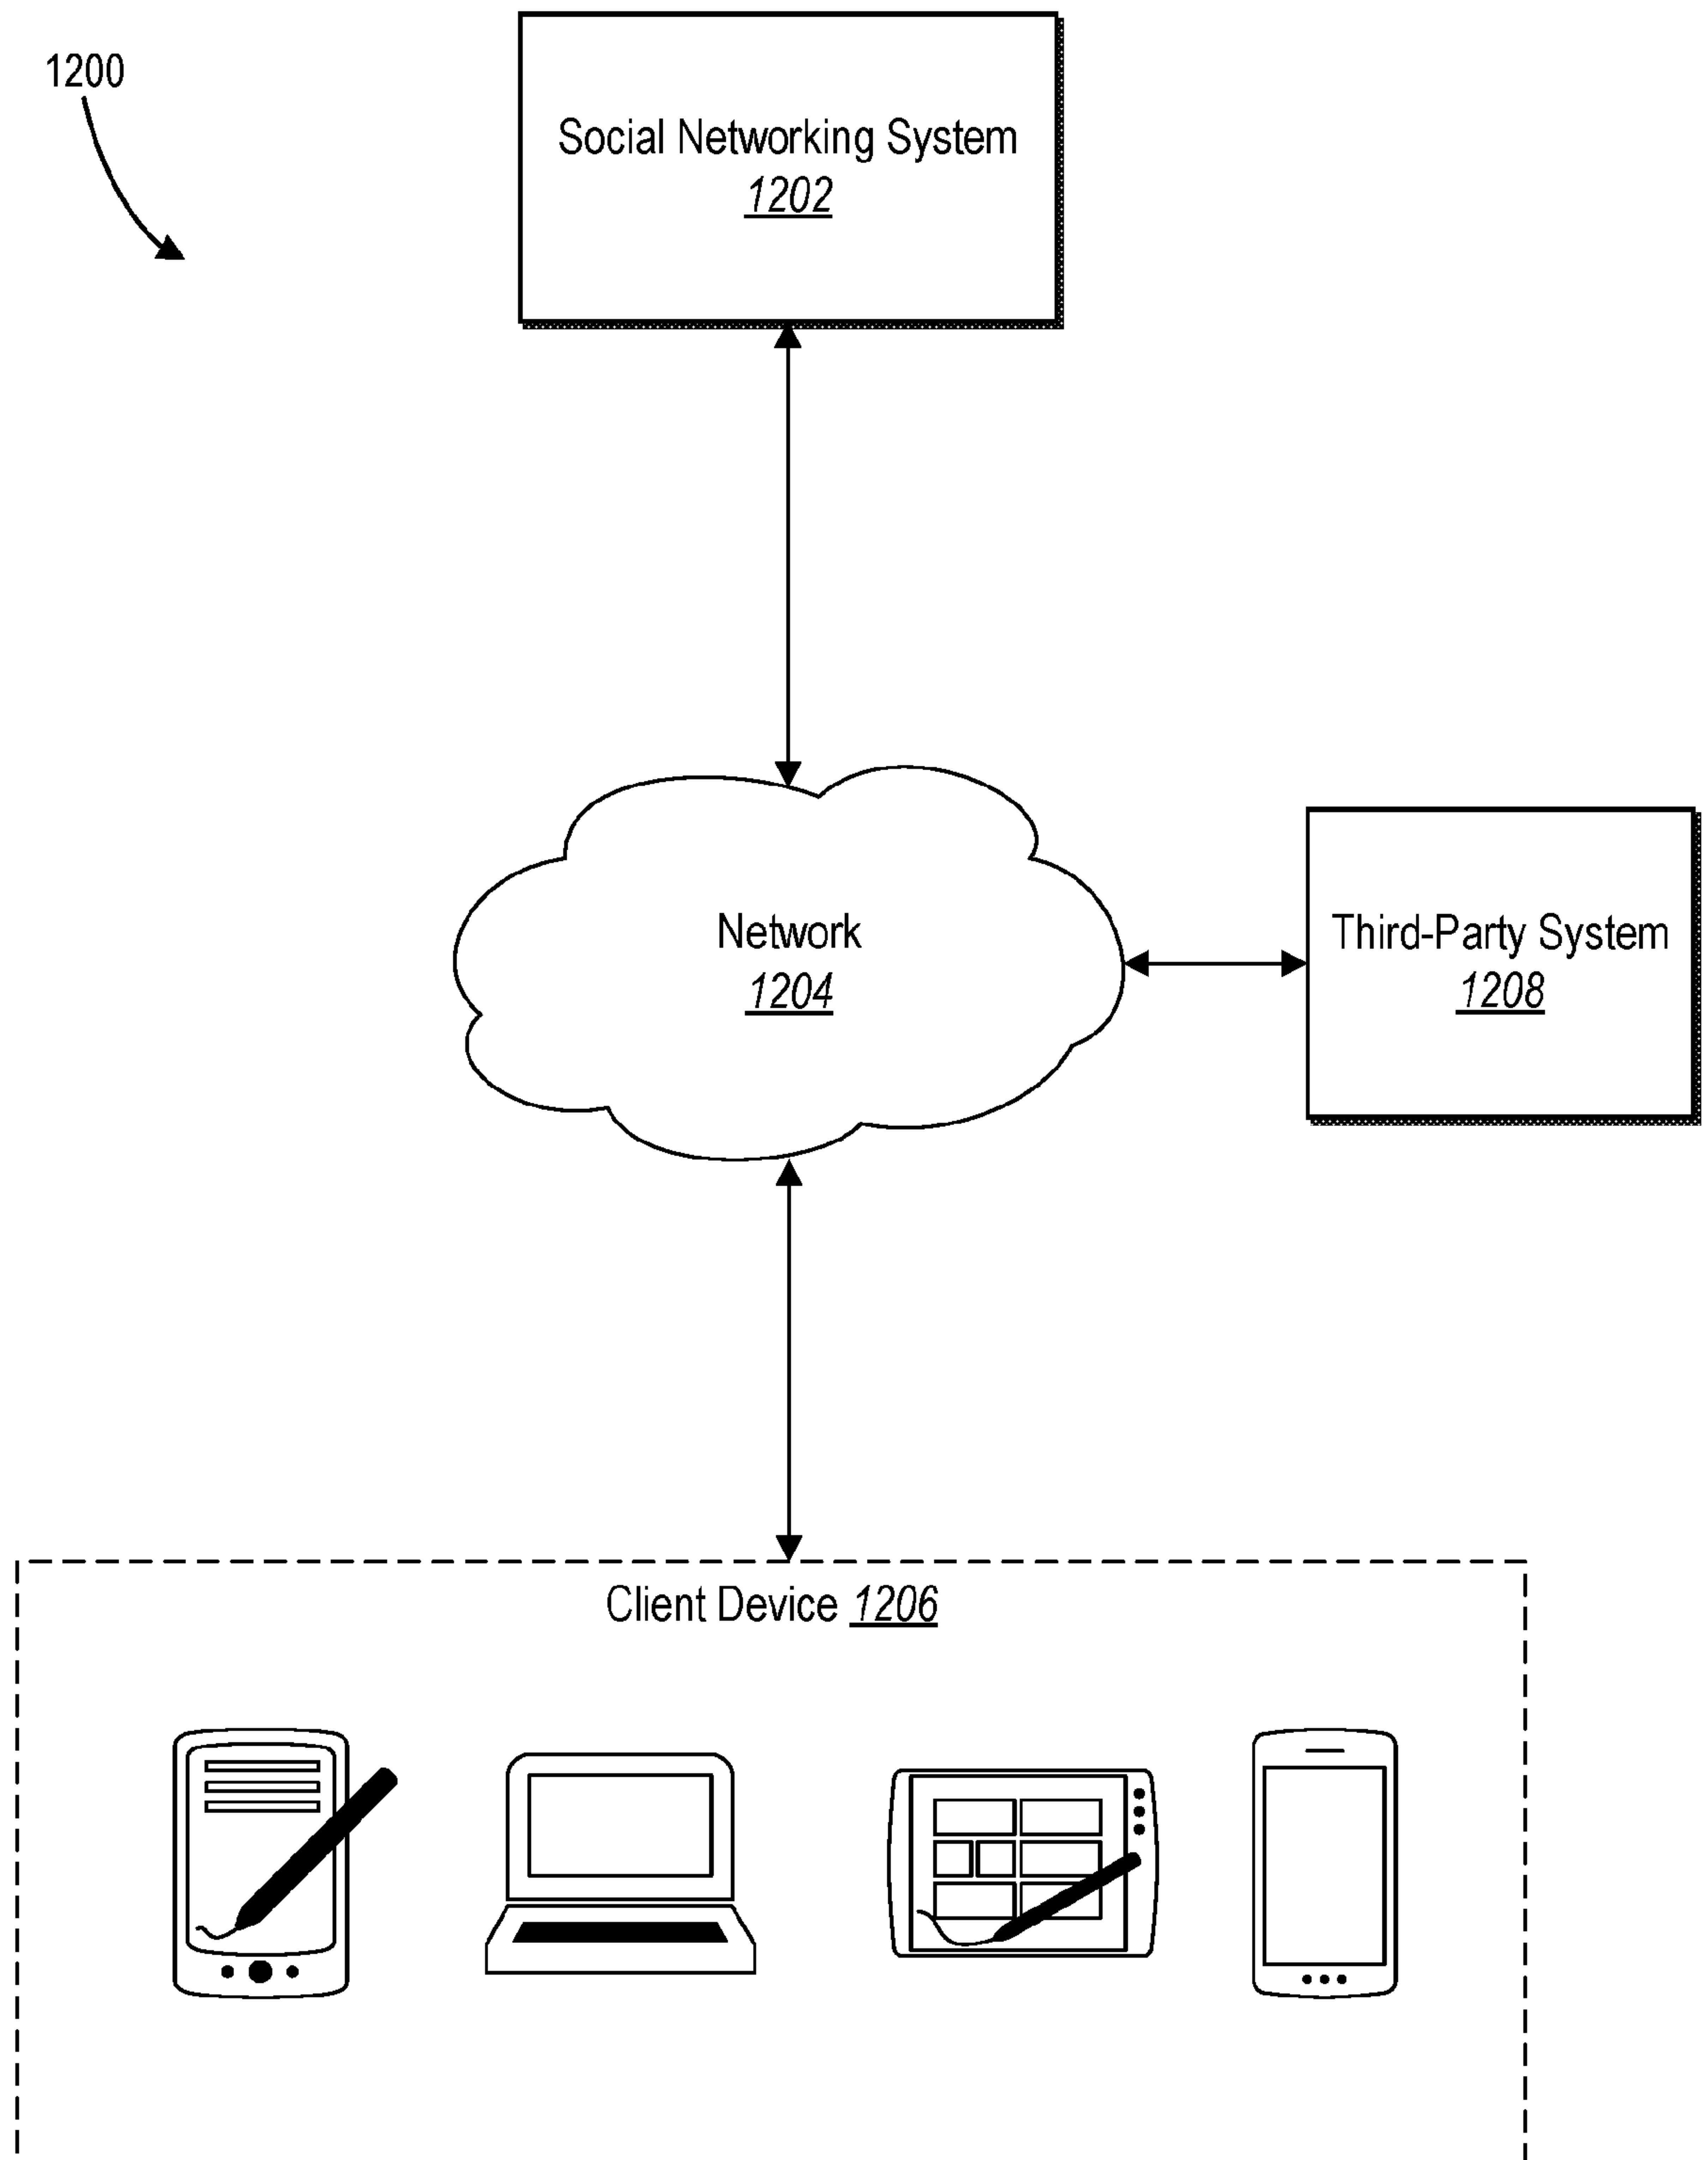 1200
Social Networking System
1202
Network
1204
Third-Party System
1208
Client Device 1206